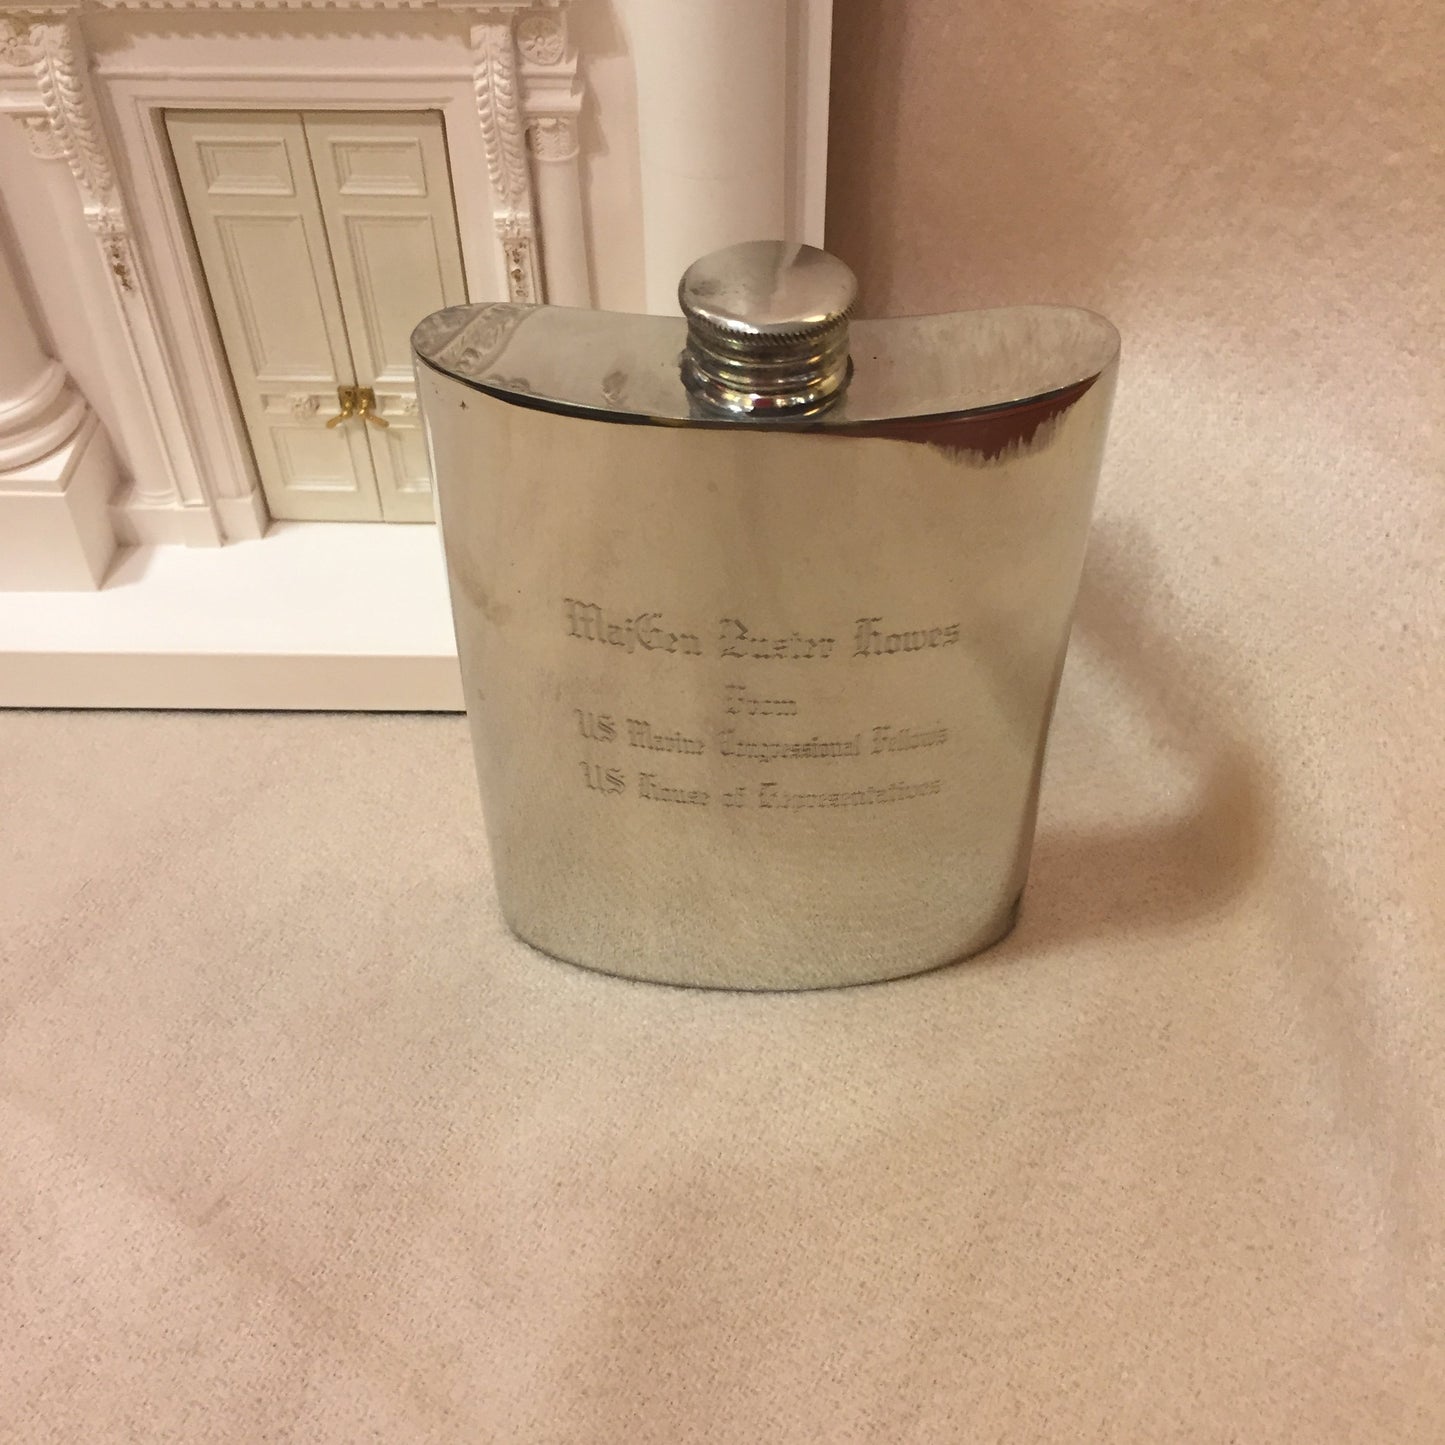 MajGen Buster Howes
From
US Marine Congressional Fellows
US House of Representatives